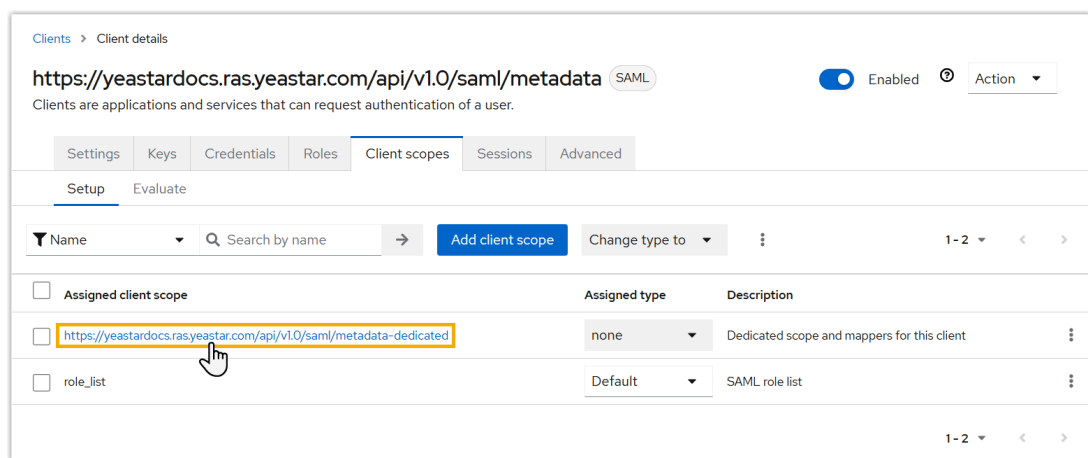 Clients > Client details
https://yeastardocs.ras.yeastar.com/api/v1.0/saml/metadata SAML Enabled Action
Clients are applications and services that can request authentication of a user.
Settings Keys Credentials Roles Client scopes Sessions Advanced
Setup Evaluate
Name Search by name Add client scope Change type to 1 - 2
Assigned client scope Assigned type Description
https://yeastardocs.ras.yeastar.com/api/v1.0/saml/metadata-dedicated none Dedicated scope and mappers for this client
role_list Default SAML role list
1 - 2